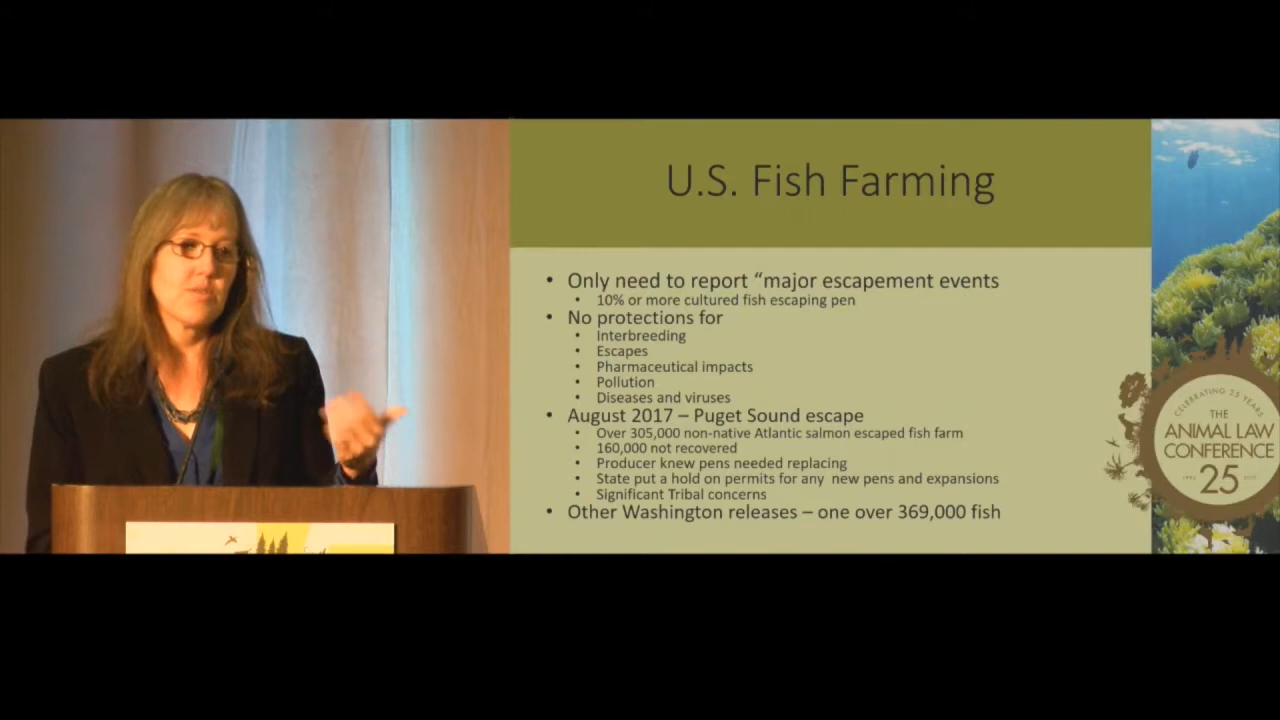 U.S. Fish Farming
• Only need to report “major escapement events
• 10% or more cultured fish escaping pen
• No protections for
• Interbreeding
• Escapes
• Pharmaceutical impacts
• Pollution
• Diseases and viruses
• August 2017 – Puget Sound escape
• Over 305,000 non-native Atlantic salmon escaped fish farm
• 160,000 not recovered
• Producer knew pens needed replacing
• State put a hold on permits for any  new pens and expansions
• Significant Tribal concerns
• Other Washington releases – one over 369,000 fish
CELEBRATING 25 YEARS
THE
ANIMAL LAW
CONFERENCE
25